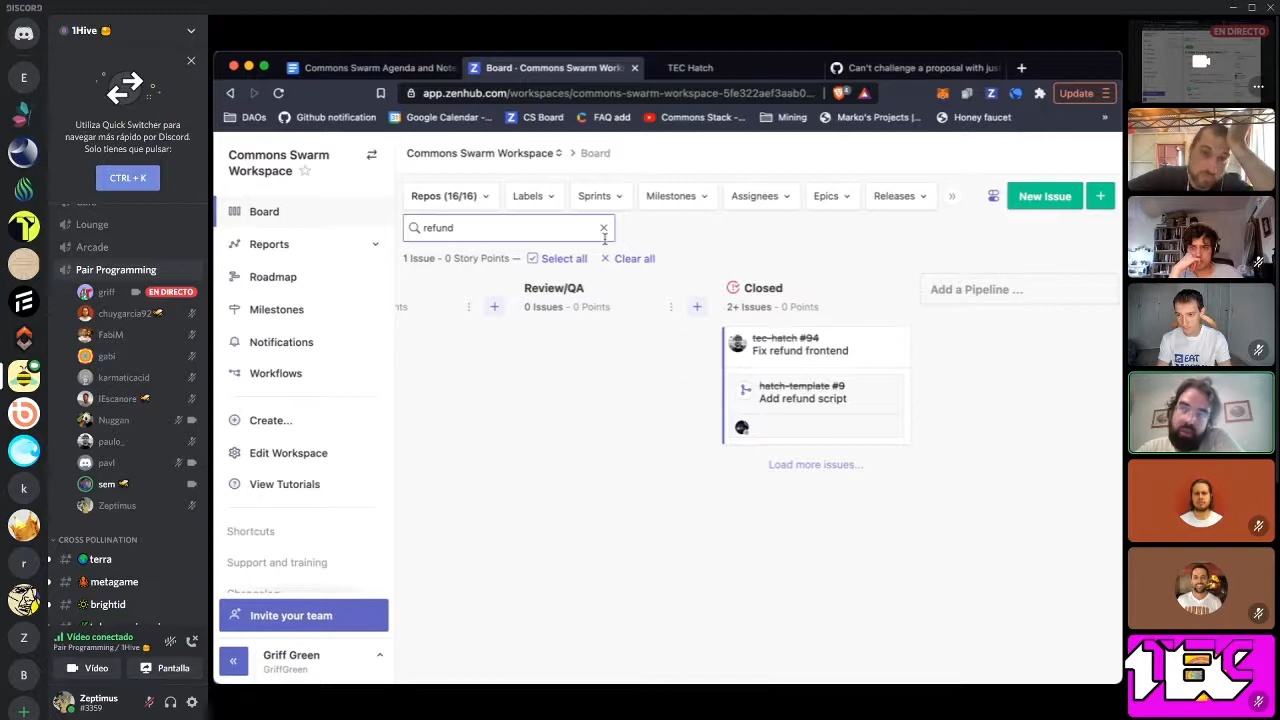 DISCORD
1Hive
Utiliza Quick Switcher para
navegar más rápido por Discord.
Solo tienes que pulsar:
CTRL + K
Lounge
Arcade
Pair Programming
griff
EN DIRECTO
chuygarcia92
FabiM
gabi
karmaticacid
lEscanore
Nuggan
paulo_
pavl
sem
Zeptimus
CROSS POLLINATION
terra
metagame
brightid
Vídeo conectado
Pair Programming / 1Hive
Vídeo
Pantalla
Zeptimus
#3359
E
k
r
Z
B
Commons Swarm Agenda and No
Board - Commons Swarm Work
TEC Hatch
Can't challenge a proposal with jus
app.zenhub.com/workspaces/commons-swarm-workspace-5fe322aef3aab0...
4
Update
DAOs
Github notification
Google Calendar
CS Board
FAQ add
Commons Stack -...
Mining
Marko's Projects |...
Honey faucet
»
Commons Swarm
Workspace
Board
Reports
Roadmap
Milestones
Notifications
Workflows
Create...
Edit Workspace
View Tutorials
Shortcuts
Support and training
Changelog
Invite your team
«
Griff Green
GriffGreen
Commons Swarm Workspace > Board
Repos (16/16)
Labels
Sprints
Milestones
Assignees
Epics
Releases
»
New Issue
+
refund
1 Issue - 0 Story Points —
Select all
Clear all
nts
Review/QA
0 Issues - 0 Points
Closed
2+ Issues - 0 Points
Add a Pipeline ...
tec-hatch #94
Fix refund frontend
hatch-template #9
Add refund script
Load more issues...
EN DIRECTO
EAT
TEC